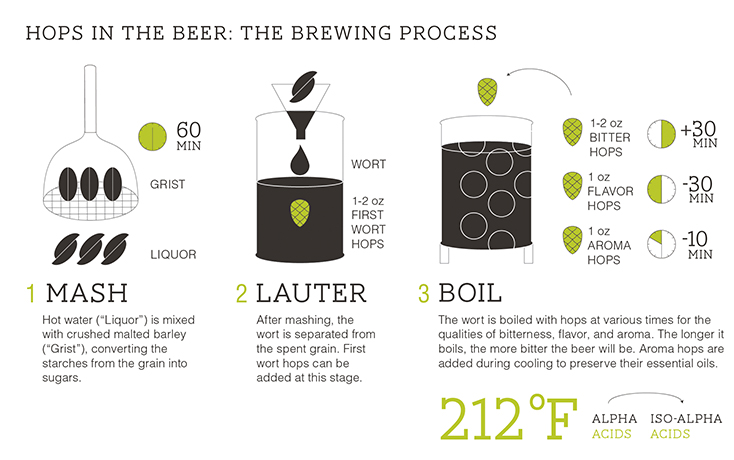 HOPS IN THE BEER: THE BREWING PROCESS
60
MIN
GRIST
LIQUOR
1 MASH
Hot water (“Liquor”) is mixed
with crushed malted barley
(“Grist”), converting the
starches from the grain into
sugars.
WORT
1-2 oz
FIRST
WORT
HOPS
2 LAUTER
After mashing, the
wort is separated from
the spent grain. First
wort hops can be
added at this stage.
1-2 oz
BITTER
HOPS
+30
MIN
1 oz
FLAVOR
HOPS
-30
MIN
1 oz
AROMA
HOPS
-10
MIN
3 BOIL
The wort is boiled with hops at various times for the
qualities of bitterness, flavor, and aroma. The longer it
boils, the more bitter the beer will be. Aroma hops are
added during cooling to preserve their essential oils.
212°F
ALPHA
ACIDS
ISO-ALPHA
ACIDS